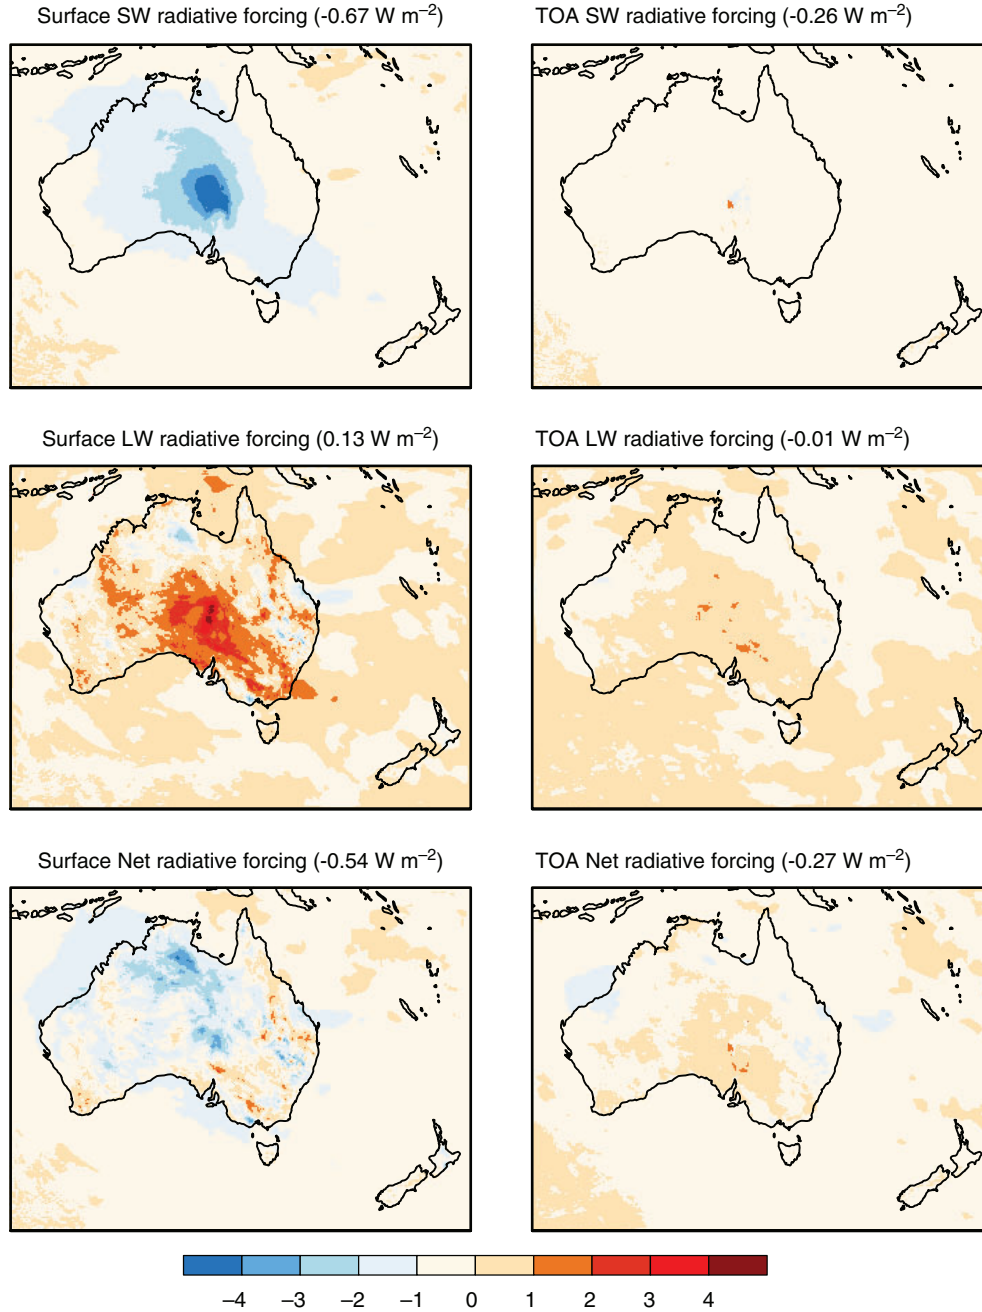 Surface SW radiative forcing (-0.67 W m⁻²)
TOA SW radiative forcing (-0.26 W m⁻²)
Surface LW radiative forcing (0.13 W m⁻²)
TOA LW radiative forcing (-0.01 W m⁻²)
Surface Net radiative forcing (-0.54 W m⁻²)
TOA Net radiative forcing (-0.27 W m⁻²)
−4 −3 −2 −1 0 1 2 3 4